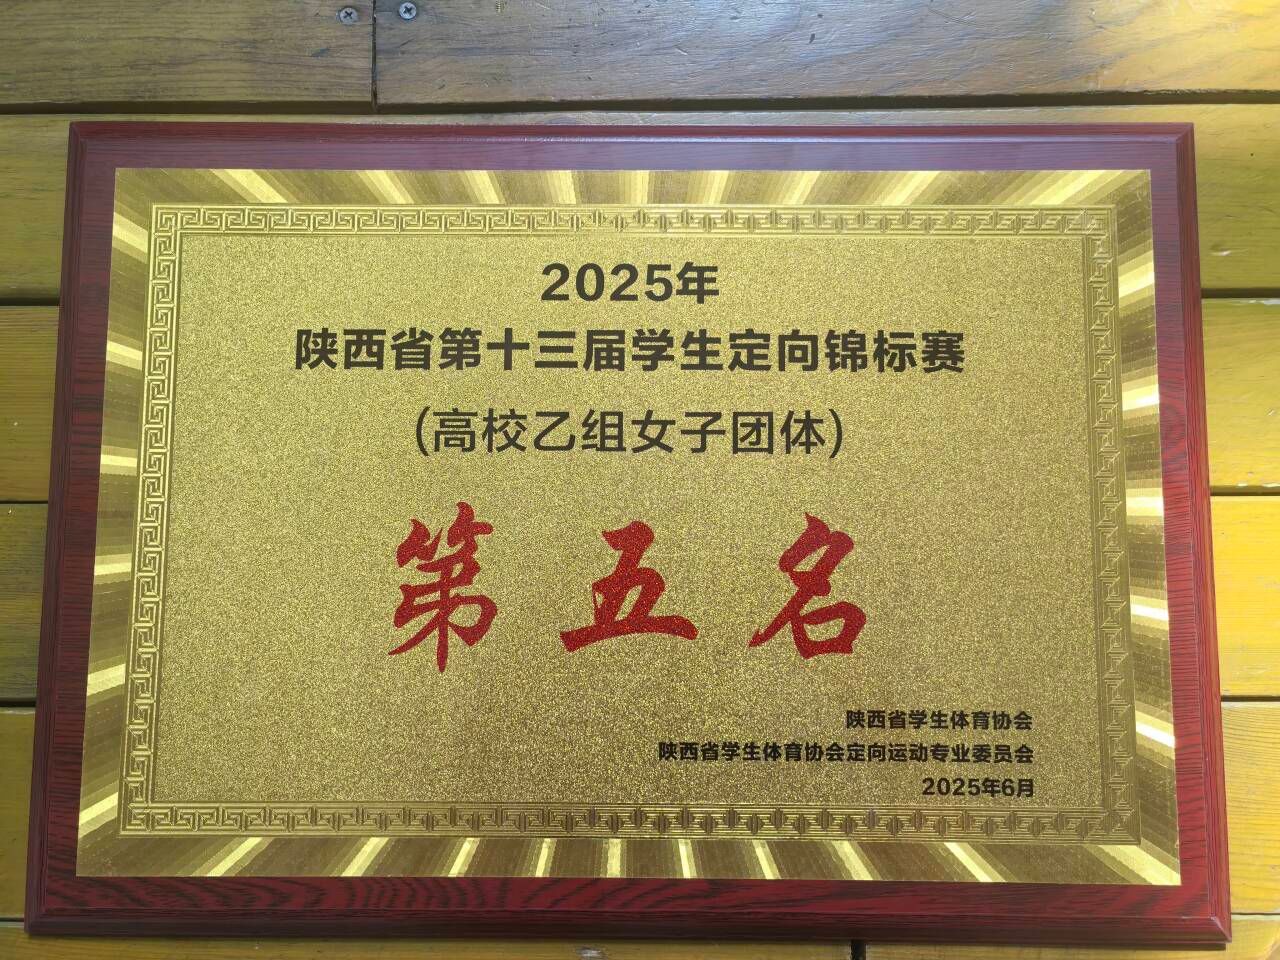 2025年
陕西省第十三届学生定向锦标赛
(高校乙组女子团体)
第五名
陕西省学生体育协会
陕西省学生体育协会定向运动专业委员会
2025年6月